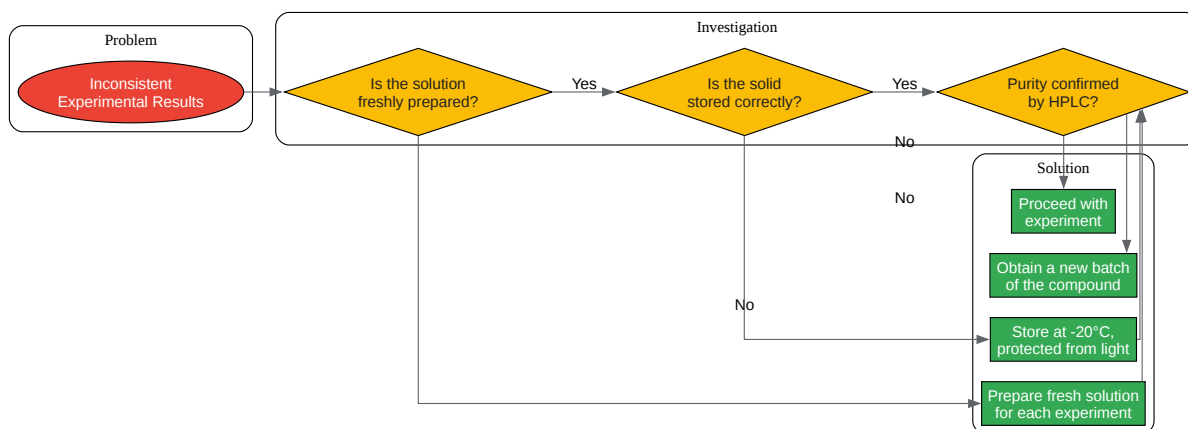 Problem
Inconsistent
Experimental Results
Investigation
Is the solution
freshly prepared?
Yes
Is the solid
stored correctly?
Yes
Purity confirmed
by HPLC?
No
No
No
Solution
Proceed with
experiment
Obtain a new batch
of the compound
Store at -20°C,
protected from light
Prepare fresh solution
for each experiment